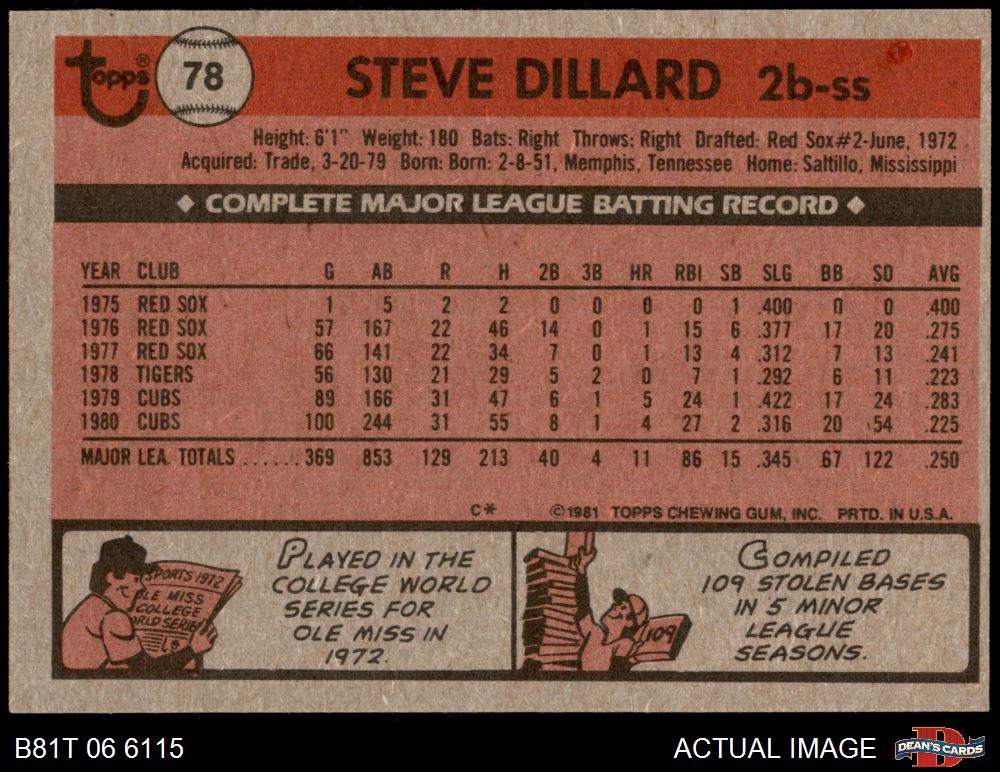 Topps® 78 STEVE DILLARD 2b-ss
Height: 6'1" Weight: 180 Bats: Right Throws: Right Drafted: Red Sox#2-June, 1972
Acquired: Trade, 3-20-79 Born: Born: 2-8-51, Memphis, Tennessee Home: Saltillo, Mississippi
◆ COMPLETE MAJOR LEAGUE BATTING RECORD ◆
YEAR CLUB G AB R H 2B 3B HR RBI SB SLG BB SO AVG
1975 RED SOX 1 5 2 2 0 0 0 0 1 .400 0 0 .400
1976 RED SOX 57 167 22 46 14 0 1 15 6 .377 17 20 .275
1977 RED SOX 66 141 22 34 7 0 1 13 4 .312 7 13 .241
1978 TIGERS 56 130 21 29 5 2 0 7 1 .292 6 11 .223
1979 CUBS 89 166 31 47 6 1 5 24 1 .422 17 24 .283
1980 CUBS 100 244 31 55 8 1 4 27 2 .316 20 54 .225
MAJOR LEA. TOTALS ...... 369 853 129 213 40 4 11 86 15 .345 67 122 .250
C* ©1981 TOPPS CHEWING GUM, INC. PRTD. IN U.S.A.
SPORTS 1972
OLE MISS
COLLEGE
WORLD SERIES
PLAYED IN THE
COLLEGE WORLD
SERIES FOR
OLE MISS IN
1972.
109
COMPILED
109 STOLEN BASES
IN 5 MINOR
LEAGUE
SEASONS.
B81T 06 6115 ACTUAL IMAGE DEAN'S CARDS